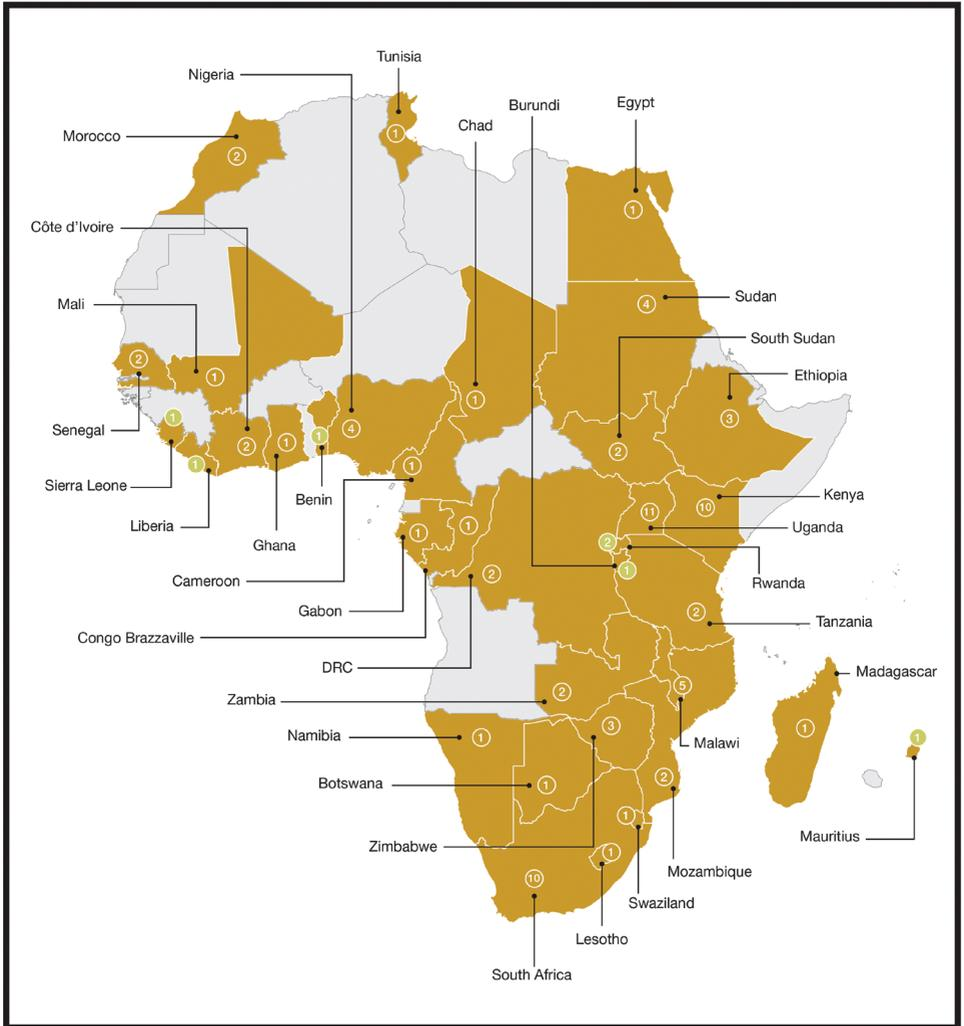 Tunisia
Nigeria
Burundi
Egypt
Chad
Morocco
1
2
1
Côte d'Ivoire
Sudan
4
Mali
South Sudan
2
Ethiopia
1
1
3
1
4
Senegal
1
2
1
2
1
1
Kenya
Sierra Leone
10
Benin
11
Liberia
1
1
Uganda
Ghana
2
Cameroon
2
1
Rwanda
Gabon
2
Tanzania
Congo Brazzaville
DRC
Madagascar
5
Zambia
2
3
1
Namibia
1
1
Malawi
2
Botswana
1
1
Mauritius
Zimbabwe
1
Mozambique
10
Swaziland
Lesotho
South Africa